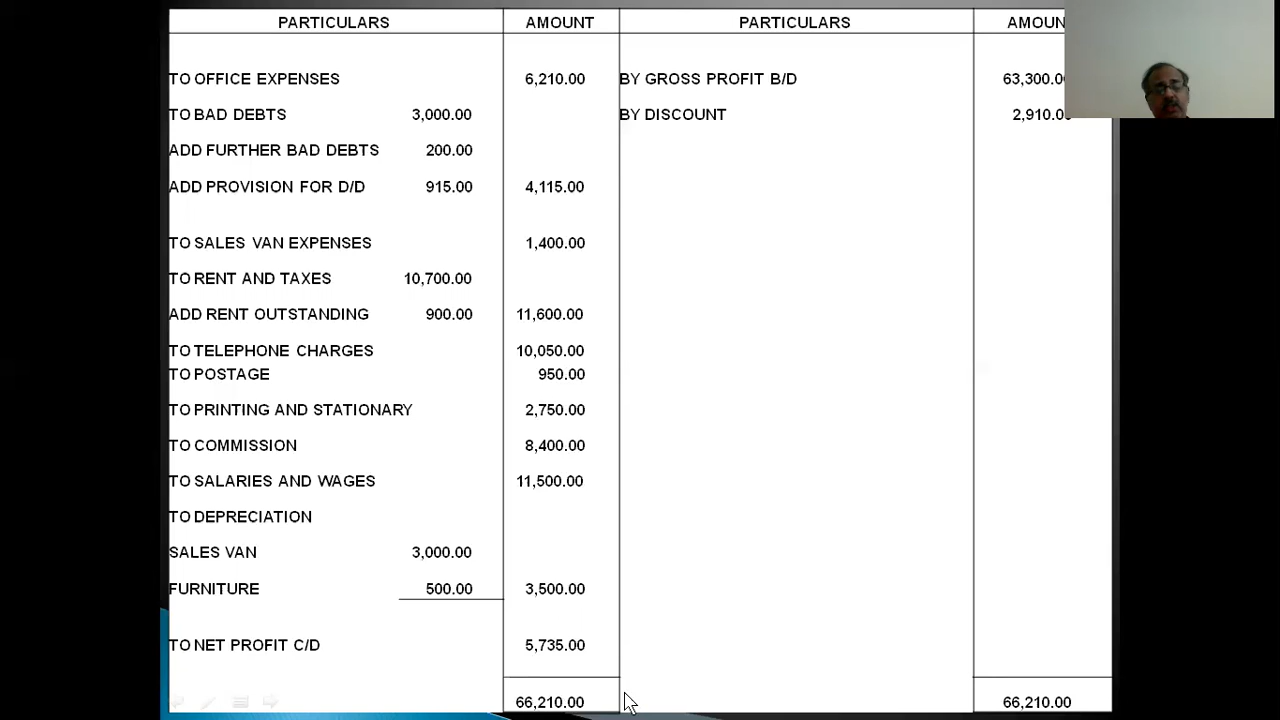 PARTICULARS AMOUNT PARTICULARS AMOUN
TO OFFICE EXPENSES 6,210.00 BY GROSS PROFIT B/D 63,300.00
TO BAD DEBTS 3,000.00 BY DISCOUNT 2,910.00
ADD FURTHER BAD DEBTS 200.00
ADD PROVISION FOR D/D 915.00 4,115.00
TO SALES VAN EXPENSES 1,400.00
TO RENT AND TAXES 10,700.00
ADD RENT OUTSTANDING 900.00 11,600.00
TO TELEPHONE CHARGES 10,050.00
TO POSTAGE 950.00
TO PRINTING AND STATIONARY 2,750.00
TO COMMISSION 8,400.00
TO SALARIES AND WAGES 11,500.00
TO DEPRECIATION
SALES VAN 3,000.00
FURNITURE 500.00 3,500.00
TO NET PROFIT C/D 5,735.00
66,210.00 66,210.00